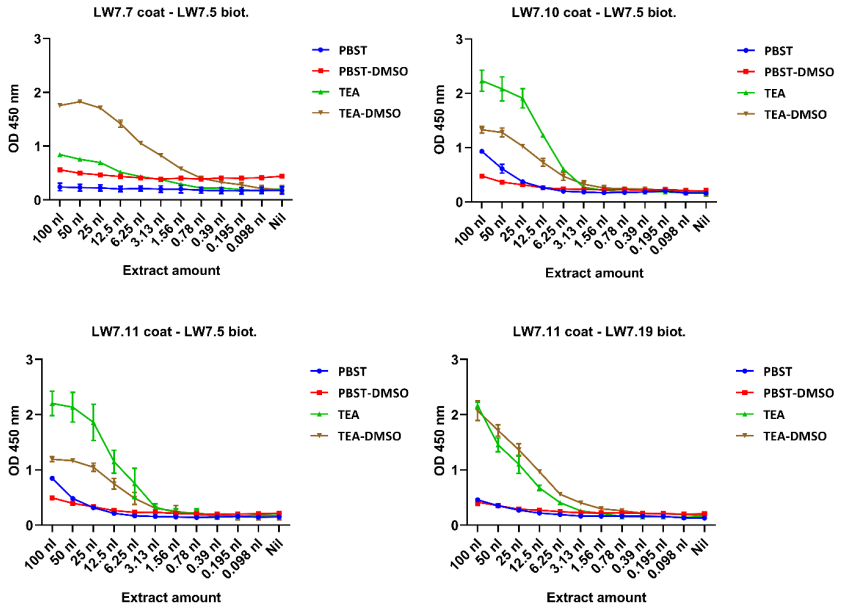 LW7.7 coat - LW7.5 biot.
OD 450 nm
3
2
1
0
100 nl
50 nl
25 nl
12.5 nl
6.25 nl
3.13 nl
1.56 nl
0.78 nl
0.39 nl
0.195 nl
0.098 nl
Nil
Extract amount
PBST
PBST-DMSO
TEA
TEA-DMSO
LW7.10 coat - LW7.5 biot.
OD 450 nm
3
2
1
0
100 nl
50 nl
25 nl
12.5 nl
6.25 nl
3.13 nl
1.56 nl
0.78 nl
0.39 nl
0.195 nl
0.098 nl
Nil
Extract amount
PBST
PBST-DMSO
TEA
TEA-DMSO
LW7.11 coat - LW7.5 biot.
OD 450 nm
3
2
1
0
100 nl
50 nl
25 nl
12.5 nl
6.25 nl
3.13 nl
1.56 nl
0.78 nl
0.39 nl
0.195 nl
0.098 nl
Nil
Extract amount
PBST
PBST-DMSO
TEA
TEA-DMSO
LW7.11 coat - LW7.19 biot.
OD 450 nm
3
2
1
0
100 nl
50 nl
25 nl
12.5 nl
6.25 nl
3.13 nl
1.56 nl
0.78 nl
0.39 nl
0.195 nl
0.098 nl
Nil
Extract amount
PBST
PBST-DMSO
TEA
TEA-DMSO